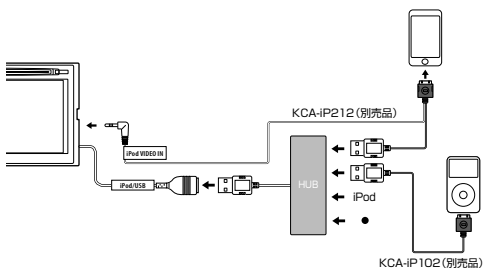 KCA-iP212（別売品）
iPod VIDEO IN
iPod/USB
HUB
iPod
KCA-iP102（別売品）